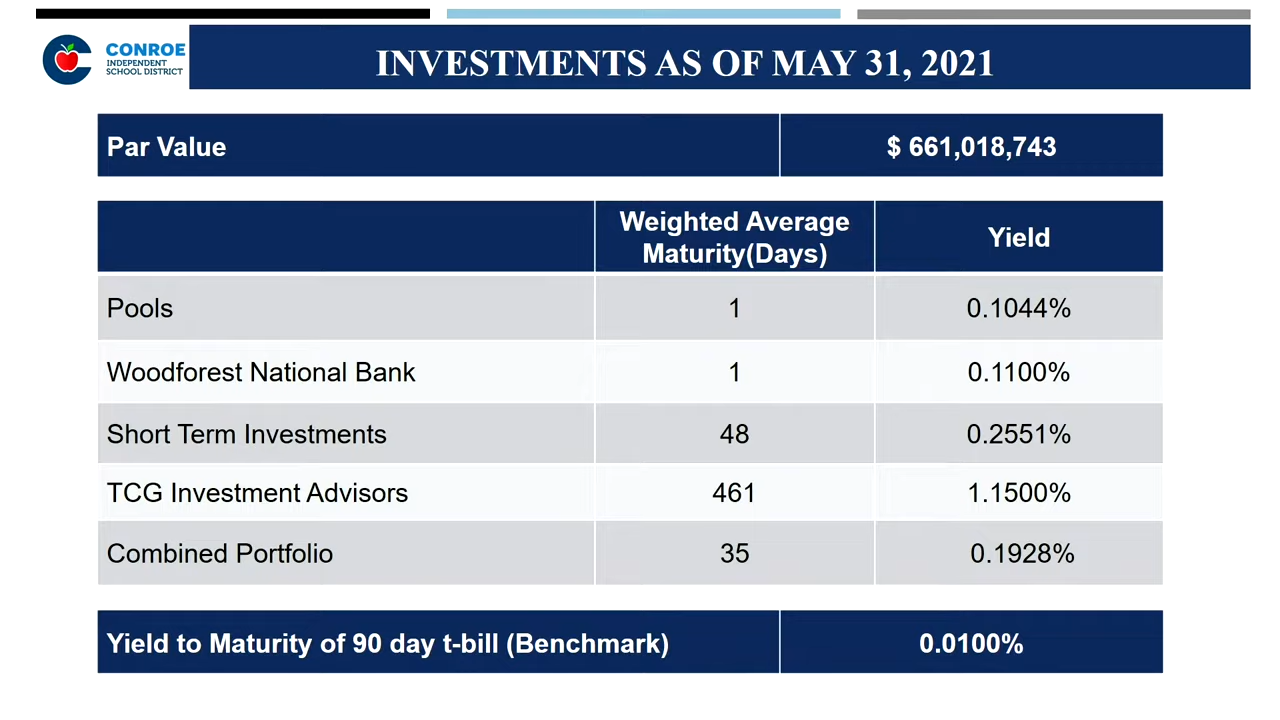 CONROE
INDEPENDENT
SCHOOL DISTRICT
INVESTMENTS AS OF MAY 31, 2021
Par Value $ 661,018,743
Weighted Average
Maturity(Days) Yield
Pools 1 0.1044%
Woodforest National Bank 1 0.1100%
Short Term Investments 48 0.2551%
TCG Investment Advisors 461 1.1500%
Combined Portfolio 35 0.1928%
Yield to Maturity of 90 day t-bill (Benchmark) 0.0100%